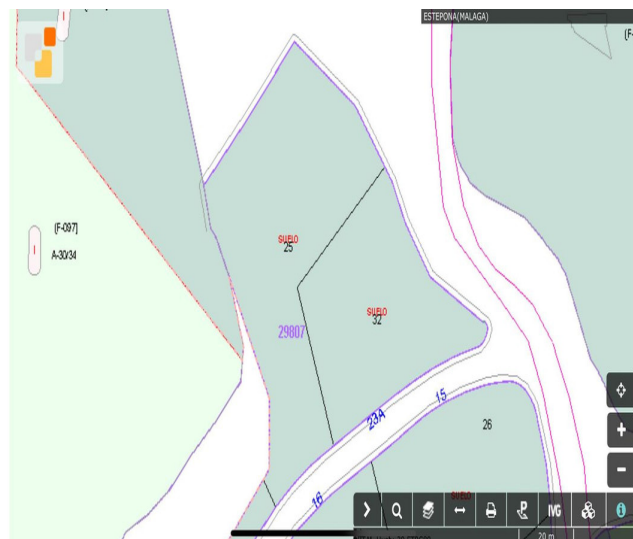 ESTEPONA(MALAGA)
(F-
[F-097]
A-30/34
SUELO
25
SUELO
32
29807
15
23A
26
16
SUELO
IVG
20 m